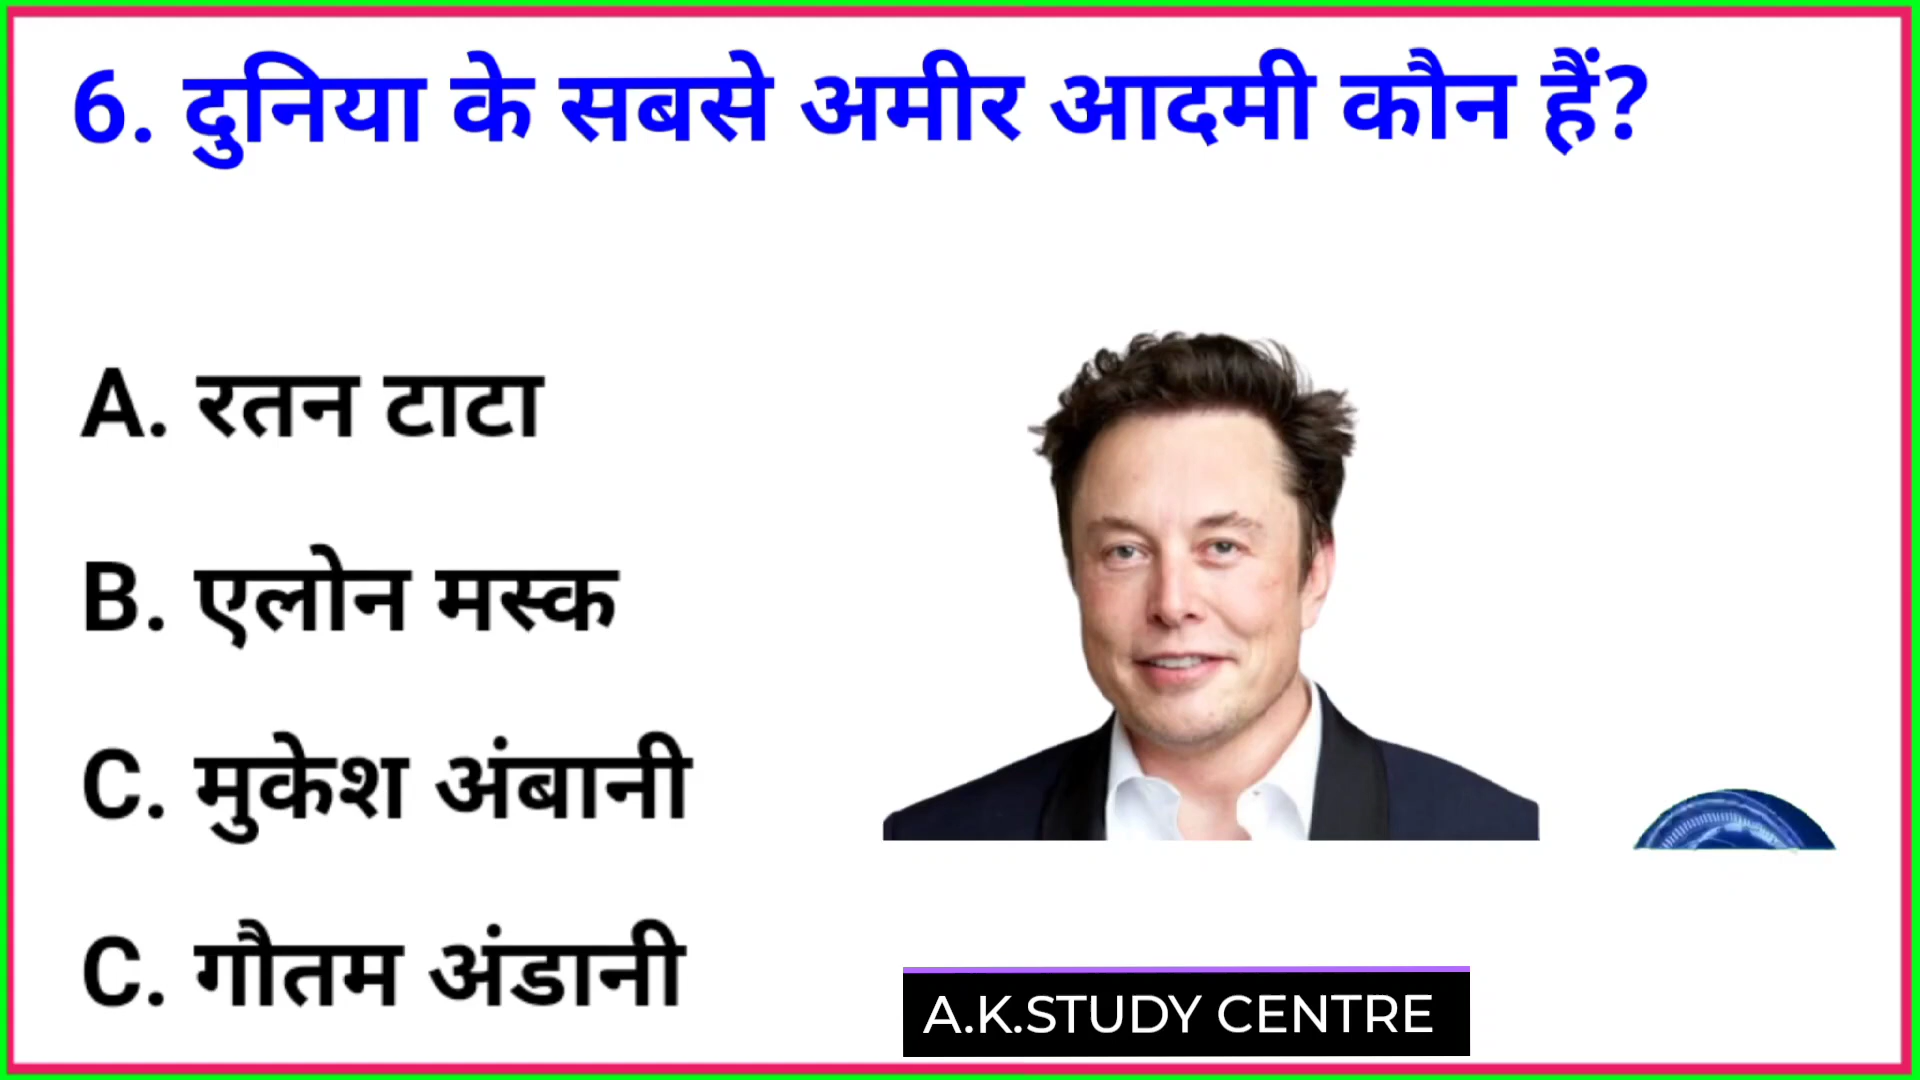 6. दुनिया के सबसे अमीर आदमी कौन हैं?
A. रतन टाटा
B. एलोन मस्क
C. मुकेश अंबानी
C. गौतम अंडानी
A.K.STUDY CENTRE